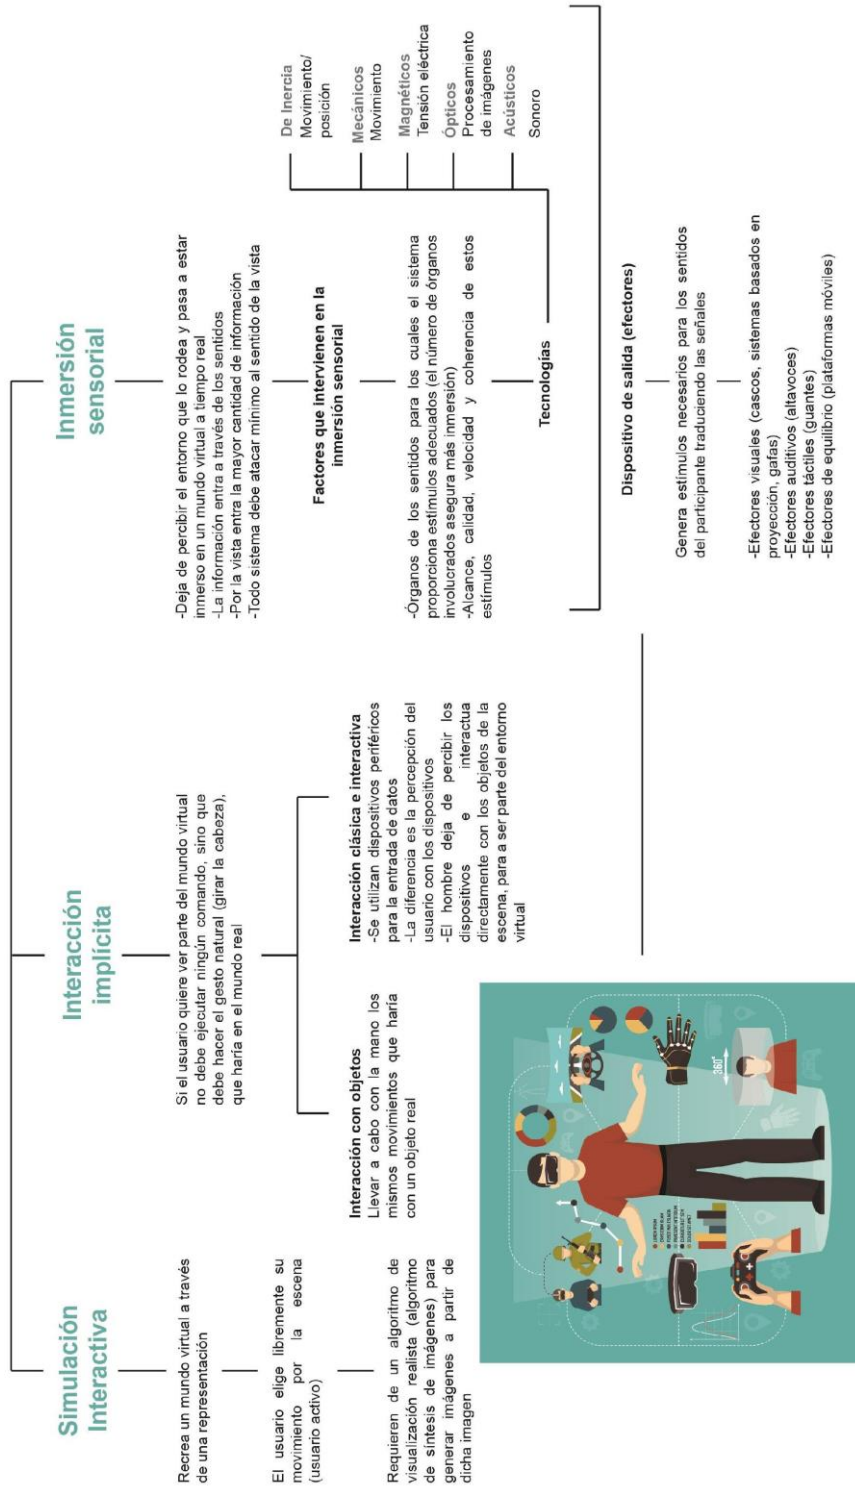 Simulación
Interactiva
Recrea un mundo virtual a través
de una representación
El usuario elige libremente su
movimiento por la escena
(usuario activo)
Requieren de un algoritmo de
visualización realista (algoritmo
de síntesis de imágenes) para
generar imágenes a partir de
dicha imagen
Interacción
implícita
Si el usuario quiere ver parte del mundo virtual
no debe ejecutar ningún comando, sino que
debe hacer el gesto natural (girar la cabeza),
que haría en el mundo real
Interacción con objetos
Llevar a cabo con la mano los
mismos movimientos que haría
con un objeto real
Interacción clásica e interactiva
-Se utilizan dispositivos periféricos
para la entrada de datos
-La diferencia es la percepción del
usuario con los dispositivos
-El hombre deja de percibir los
dispositivos e interactua
directamente con los objetos de la
escena, para a ser parte del entorno
virtual
Inmersión
sensorial
-Deja de percibir el entorno que lo rodea y pasa a estar
inmerso en un mundo virtual a tiempo real
-La información entra a través de los sentidos
-Por la vista entra la mayor cantidad de información
-Todo sistema debe atacar mínimo al sentido de la vista
Factores que intervienen en la
inmersión sensorial
-Órganos de los sentidos para los cuales el sistema
proporciona estímulos adecuados (el número de órganos
involucrados asegura más inmersión)
-Alcance, calidad, velocidad y coherencia de estos
estímulos
Tecnologías
De Inercia
Movimiento/
posición
Mecánicos
Movimiento
Magnéticos
Tensión eléctrica
Ópticos
Procesamiento
de imágenes
Acústicos
Sonoro
Dispositivo de salida (efectores)
Genera estímulos necesarios para los sentidos
del participante traduciendo las señales
-Efectores visuales (cascos, sistemas basados en
proyección, gafas)
-Efectores auditivos (altavoces)
-Efectores táctiles (guantes)
-Efectores de equilibrio (plataformas móviles)
360°